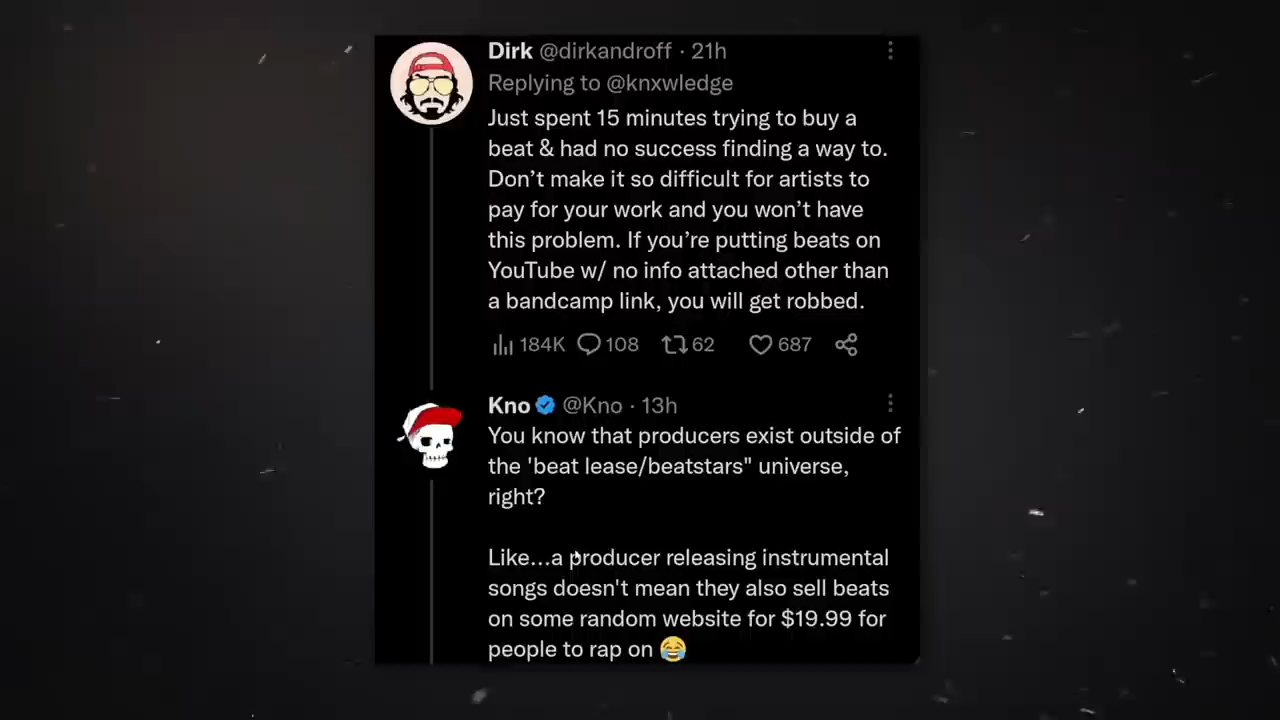 Dirk @dirkandroff · 21h
Replying to @knxwledge
Just spent 15 minutes trying to buy a
beat & had no success finding a way to.
Don't make it so difficult for artists to
pay for your work and you won't have
this problem. If you're putting beats on
YouTube w/ no info attached other than
a bandcamp link, you will get robbed.
184K 108 62 687
Kno @Kno · 13h
You know that producers exist outside of
the 'beat lease/beatstars" universe,
right?
Like...a producer releasing instrumental
songs doesn't mean they also sell beats
on some random website for $19.99 for
people to rap on 😂